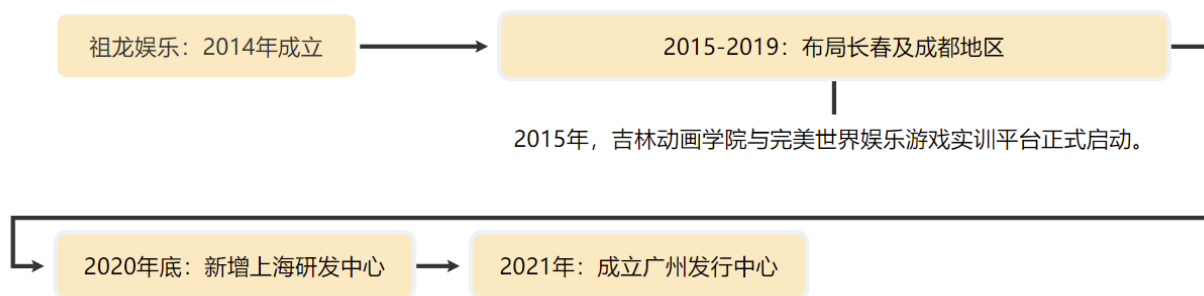 祖龙娱乐：2014年成立
2015-2019：布局长春及成都地区
2015年，吉林动画学院与完美世界娱乐游戏实训平台正式启动。
2020年底：新增上海研发中心
2021年：成立广州发行中心